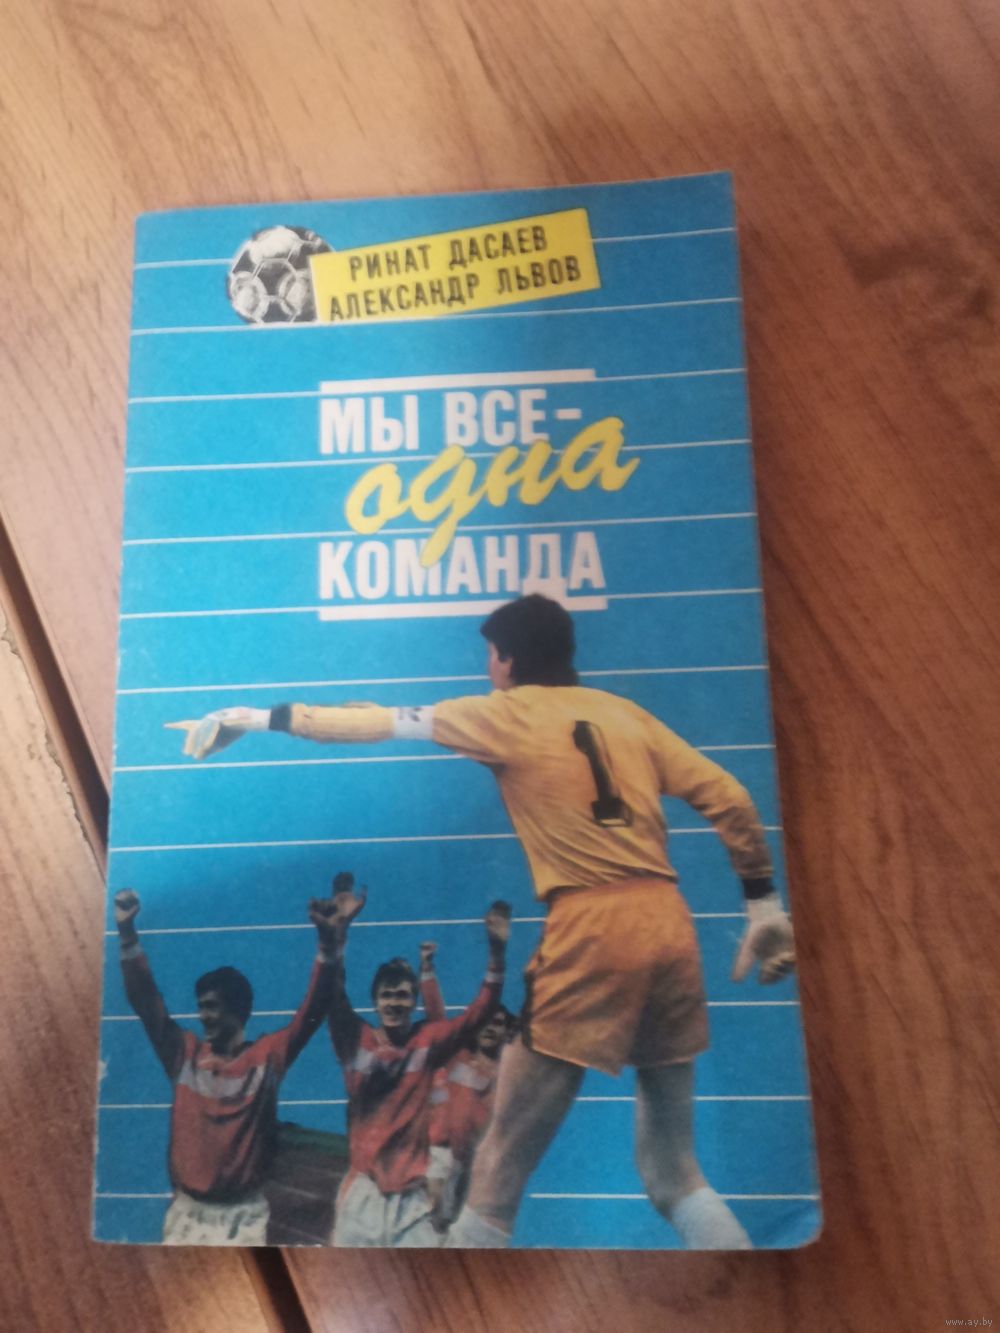 РИНАТ ДАСАЕВ
АЛЕКСАНДР ЛЬВОВ
МЫ ВСЕ-
одна
КОМАНДА
1
www.ay.by